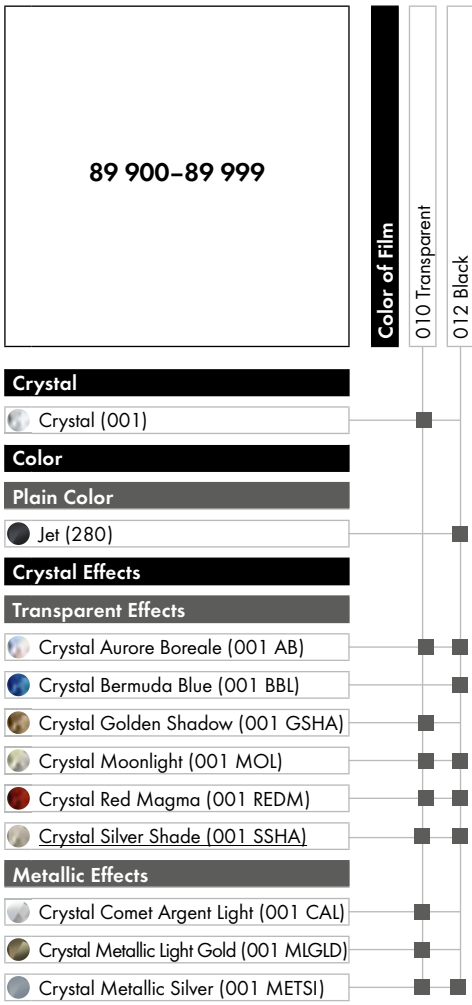 89 900–89 999
Color of Film
010 Transparent
012 Black
Crystal
Crystal (001)
Color
Plain Color
Jet (280)
Crystal Effects
Transparent Effects
Crystal Aurore Boreale (001 AB)
Crystal Bermuda Blue (001 BBL)
Crystal Golden Shadow (001 GSHA)
Crystal Moonlight (001 MOL)
Crystal Red Magma (001 REDM)
Crystal Silver Shade (001 SSHA)
Metallic Effects
Crystal Comet Argent Light (001 CAL)
Crystal Metallic Light Gold (001 MLGLD)
Crystal Metallic Silver (001 METSI)